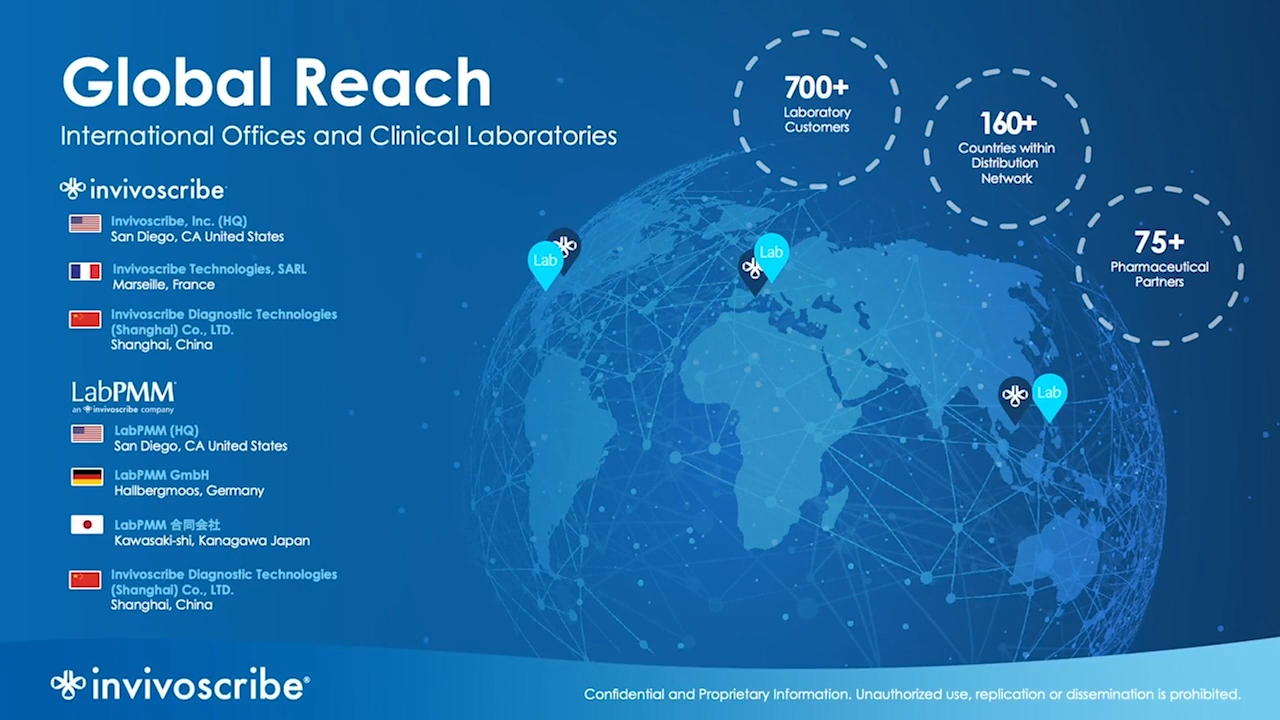 Global Reach
International Offices and Clinical Laboratories
invivoscribe
Invivoscribe, Inc. (HQ)
San Diego, CA United States
Invivoscribe Technologies, SARL
Marseille, France
Invivoscribe Diagnostic Technologies
(Shanghai) Co., LTD.
Shanghai, China
LabPMM
an invivoscribe company
LabPMM (HQ)
San Diego, CA United States
LabPMM GmbH
Hallbergmoos, Germany
LabPMM 合同会社
Kawasaki-shi, Kanagawa Japan
Invivoscribe Diagnostic Technologies
(Shanghai) Co., LTD.
Shanghai, China
700+
Laboratory
Customers
160+
Countries within
Distribution
Network
75+
Pharmaceutical
Partners
Lab
Lab
Lab
invivoscribe®
Confidential and Proprietary Information. Unauthorized use, replication or dissemination is prohibited.